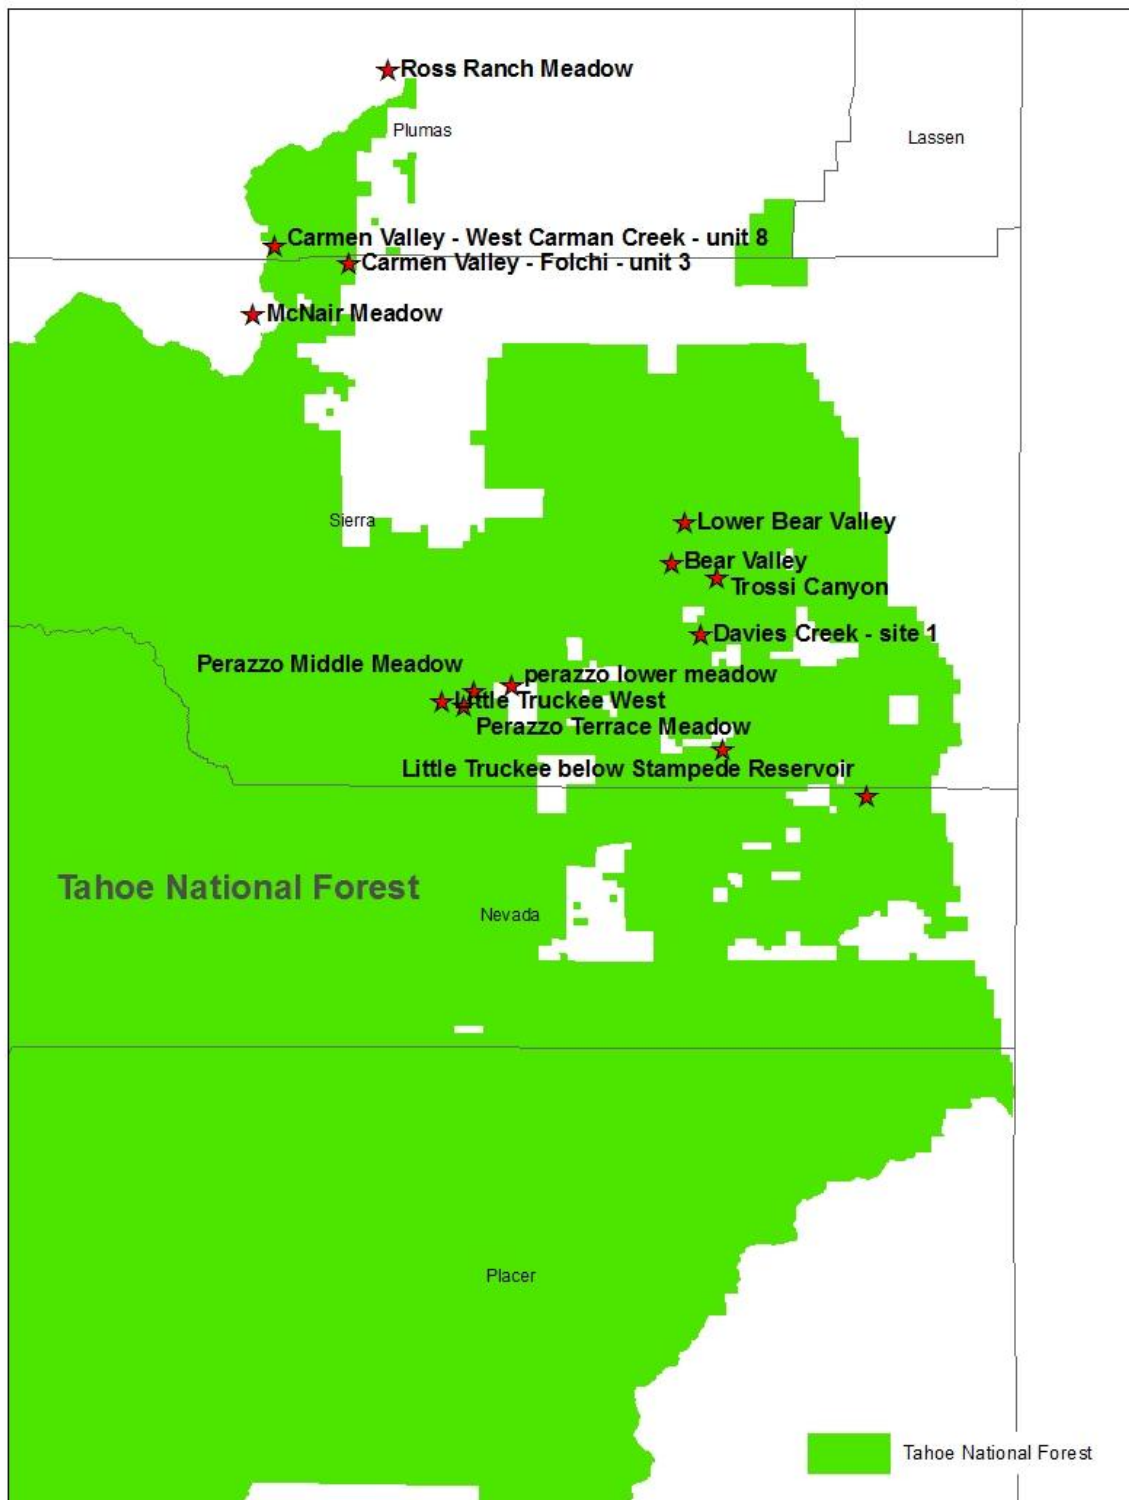 Ross Ranch Meadow
Plumas
Lassen
Carmen Valley - West Carman Creek - unit 8
Carmen Valley - Folchi - unit 3
McNair Meadow
Sierra
Lower Bear Valley
Bear Valley
Trossi Canyon
Davies Creek - site 1
Perazzo Middle Meadow
perazzo lower meadow
Little Truckee West
Perazzo Terrace Meadow
Little Truckee below Stampede Reservoir
Tahoe National Forest
Nevada
Placer
Tahoe National Forest